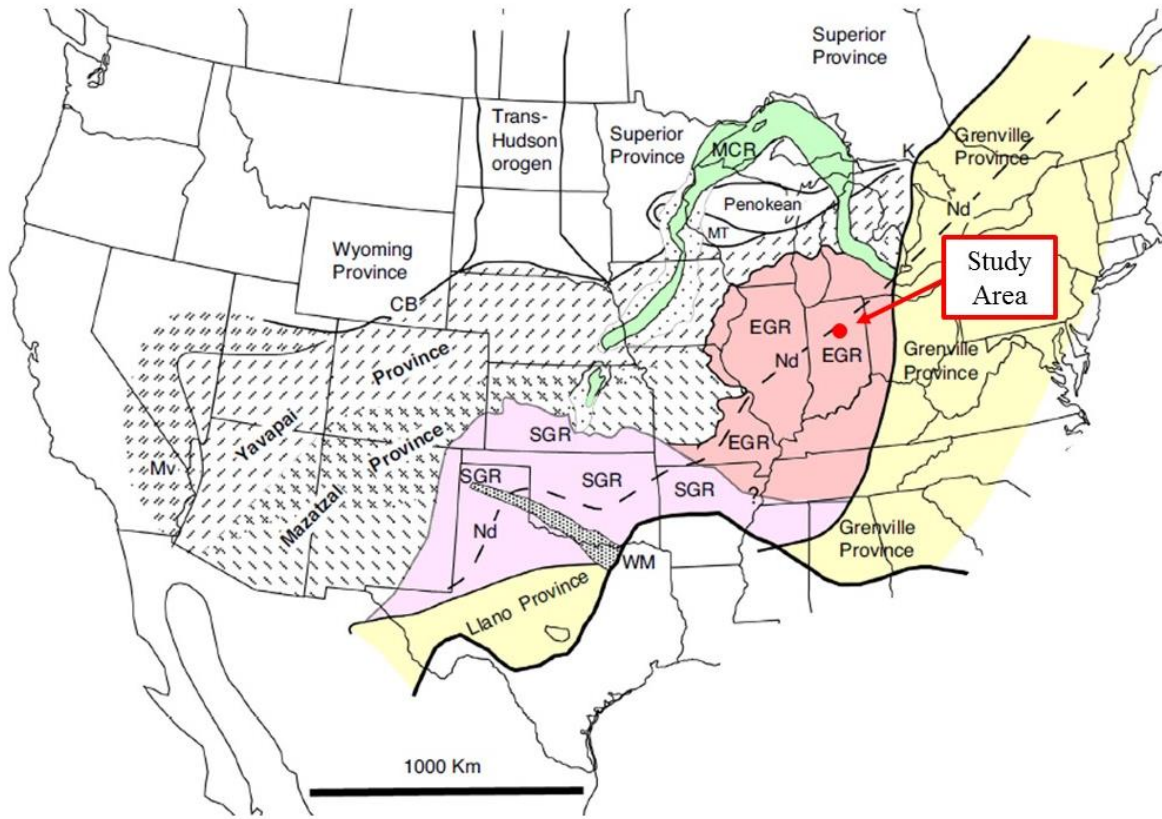 Superior
Province
Trans-
Hudson
orogen
Superior
Province
MCR
K
Grenville
Province
Penokean
Nd
MT
Wyoming
Province
Study
Area
CB
EGR
Nd
EGR
Province
Grenville
Province
Yavapai
Province
SGR
EGR
Mv
SGR
SGR
SGR
?
Mazatzal
Nd
Grenville
Province
WM
Llano Province
1000 Km